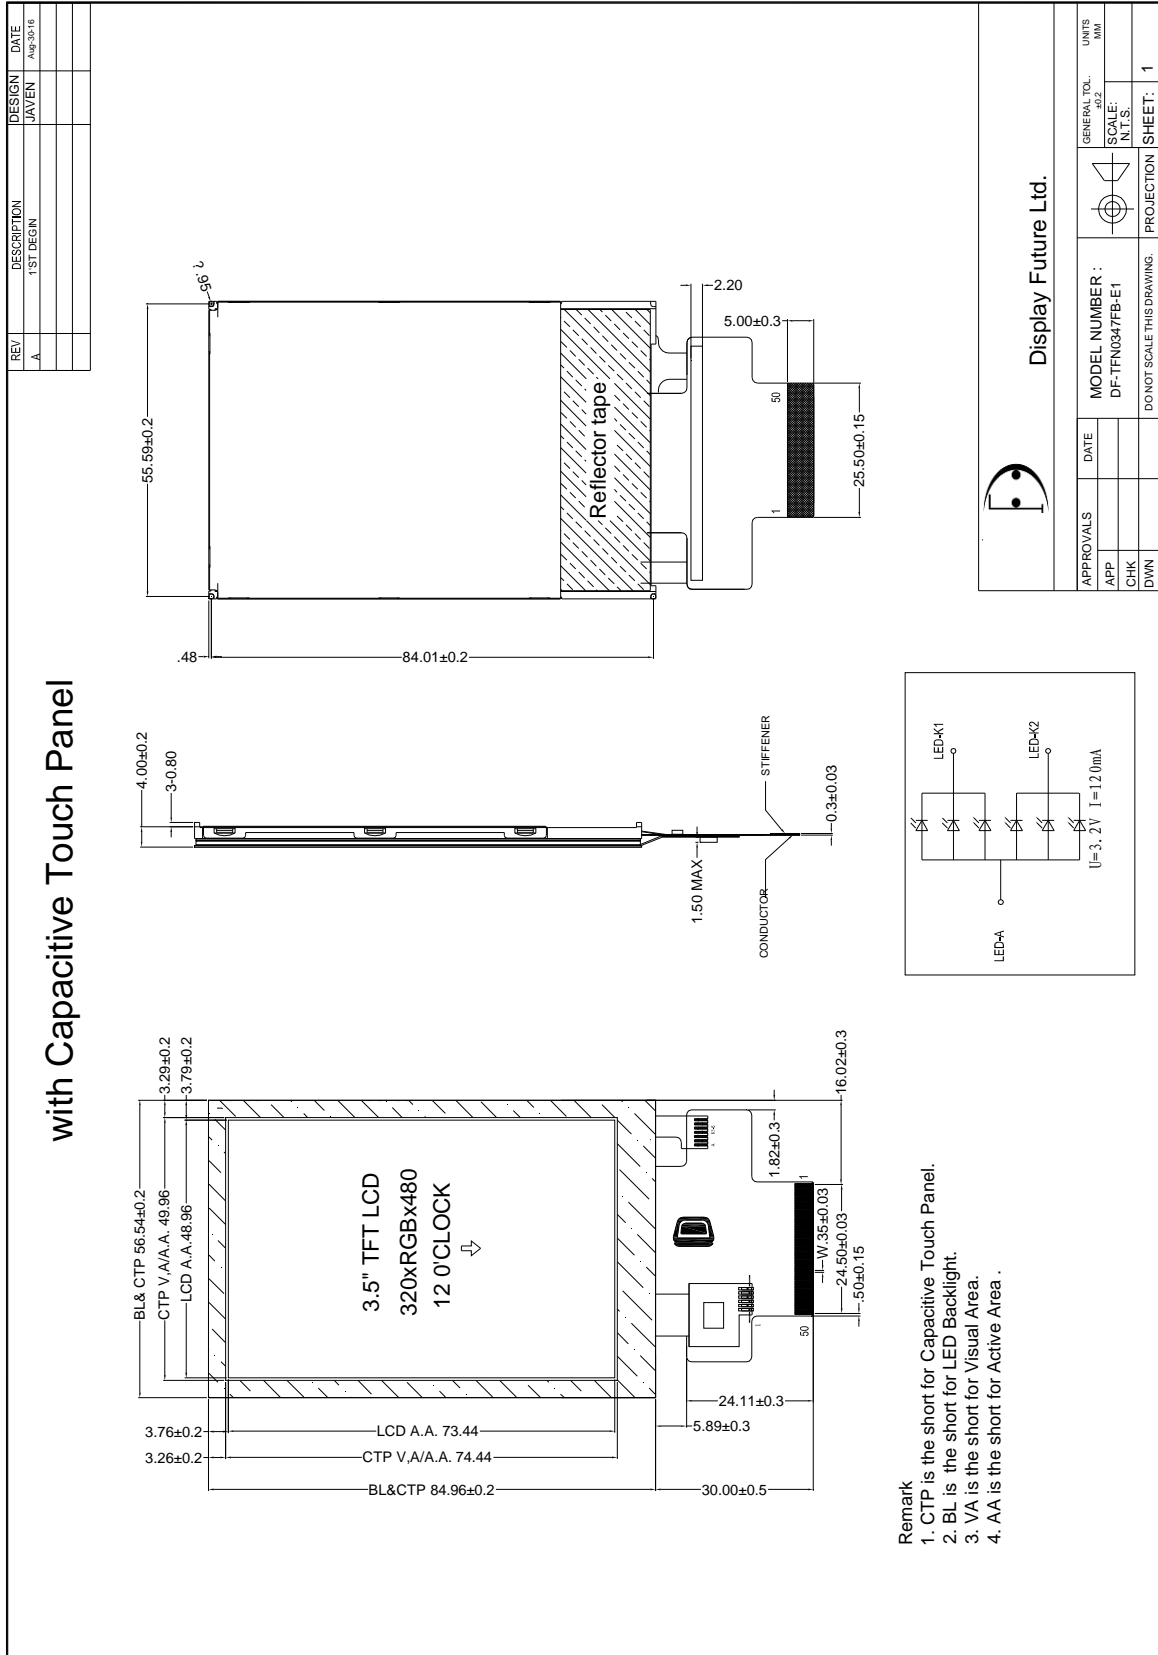 with Capacitive Touch Panel
REV DESCRIPTION DESIGN DATE
A 1'ST DEGIN JAVEN Aug-30-16
BL& CTP 56.54±0.2
CTP V,A/A.A. 49.96
LCD A.A.48.96
3.29±0.2
3.79±0.2
3.76±0.2
3.26±0.2
LCD A.A. 73.44
CTP V,A/A.A. 74.44
BL&CTP 84.96±0.2
3.5" TFT LCD
320xRGBx480
12 0'CLOCK
5.89±0.3
24.11±0.3
30.00±0.5
1.82±0.3
16.02±0.3
50
1
W.35±0.03
24.50±0.03
.50±0.15
4.00±0.2
3-0.80
1.50 MAX
STIFFENER
CONDUCTOR
0.3±0.03
55.59±0.2
?.95
.48
84.01±0.2
Reflector tape
2.20
5.00±0.3
1
50
25.50±0.15
LED-A
LED-K1
LED-K2
U=3.2V I=120mA
Remark
1. CTP is the short for Capacitive Touch Panel.
2. BL is the short for LED Backlight.
3. VA is the short for Visual Area.
4. AA is the short for Active Area .
Display Future Ltd.
APPROVALS DATE
APP
CHK
DWN
MODEL NUMBER :
DF-TFN0347FB-E1
DO NOT SCALE THIS DRAWING.
PROJECTION
GENERAL TOL.
±0.2
UNITS
MM
SCALE:
N.T.S.
SHEET: 1